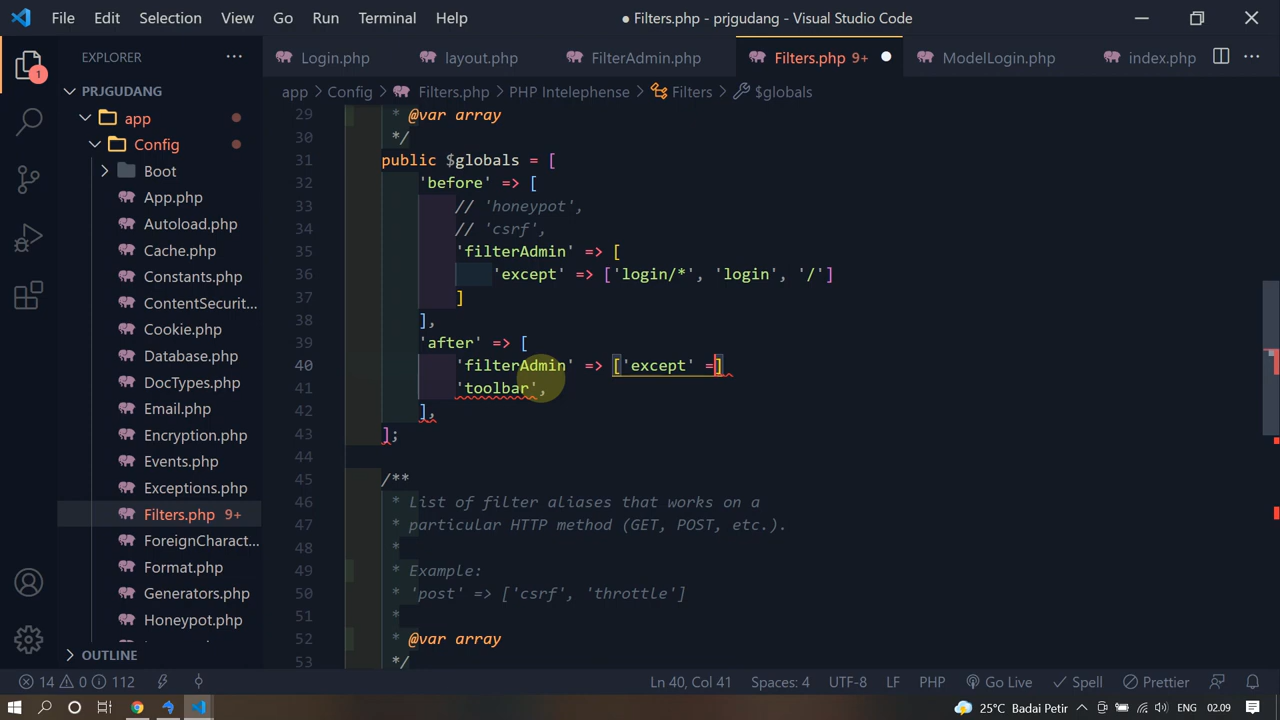 File Edit Selection View Go Run Terminal Help
● Filters.php - prjgudang - Visual Studio Code
EXPLORER
1
Login.php
layout.php
FilterAdmin.php
Filters.php 9+
ModelLogin.php
index.php
PRJGUDANG
app
Config
Boot
App.php
Autoload.php
Cache.php
Constants.php
ContentSecurit...
Cookie.php
Database.php
DocTypes.php
Email.php
Encryption.php
Events.php
Exceptions.php
Filters.php 9+
ForeignCharact...
Format.php
Generators.php
Honeypot.php
OUTLINE
app > Config > Filters.php > PHP Intelephense > Filters > $globals
29 * @var array
30 */
31 public $globals = [
32 'before' => [
33 // 'honeypot',
34 // 'csrf',
35 'filterAdmin' => [
36 'except' => ['login/*', 'login', '/']
37 ]
38 ],
39 'after' => [
40 'filterAdmin' => ['except' =]
41 'toolbar',
42 ],
43 ];
44
45 /**
46 * List of filter aliases that works on a
47 * particular HTTP method (GET, POST, etc.).
48 *
49 * Example:
50 * 'post' => ['csrf', 'throttle']
51 *
52 * @var array
53 */
14 0 112
Ln 40, Col 41 Spaces: 4 UTF-8 LF PHP Go Live Spell Prettier
25°C Badai Petir ENG 02.09